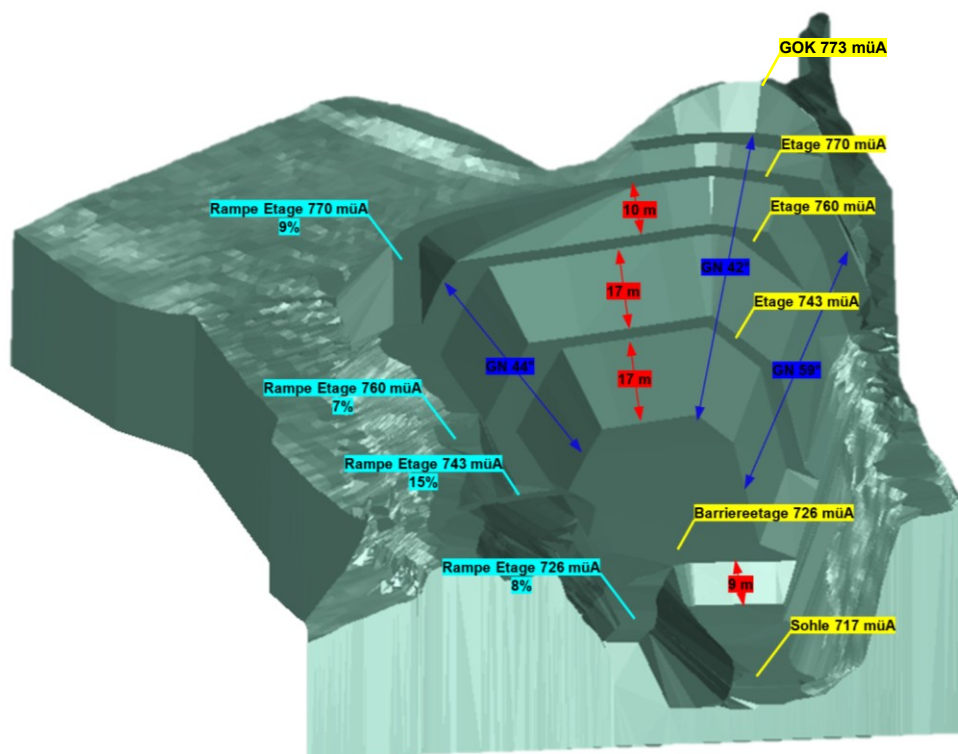 GOK 773 müA
Etage 770 müA
Rampe Etage 770 müA
9%
10 m
Etage 760 müA
GN 42°
17 m
Etage 743 müA
GN 44°
17 m
GN 59°
Rampe Etage 760 müA
7%
Rampe Etage 743 müA
15%
Barriereetage 726 müA
Rampe Etage 726 müA
8%
9 m
Sohle 717 müA